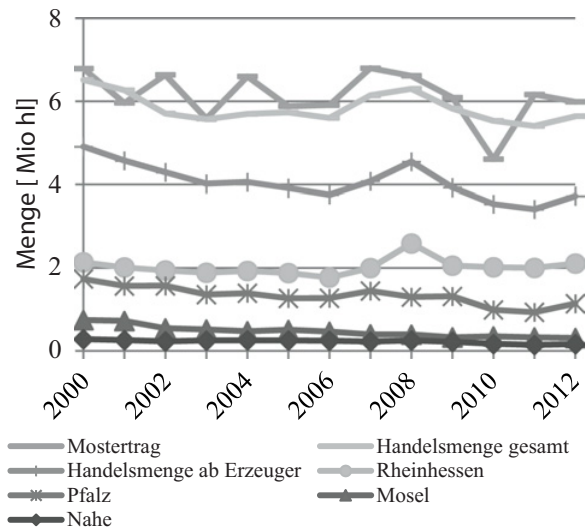 8
6
4
2
0
Menge [ Mio hl]
2000
2002
2004
2006
2008
2010
2012
Mostertrag
Handelsmenge gesamt
Handelsmenge ab Erzeuger
Rheinhessen
Pfalz
Mosel
Nahe